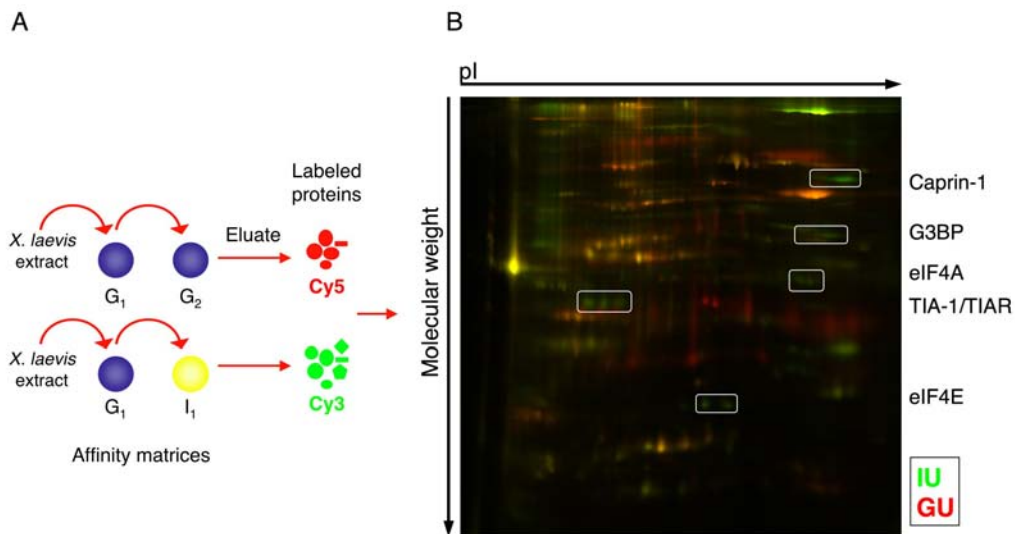 A
B
pI
Molecular weight
Labeled
proteins
X. laevis
extract
Eluate
G1
G2
Cy5
X. laevis
extract
G1
I1
Cy3
Affinity matrices
Caprin-1
G3BP
eIF4A
TIA-1/TIAR
eIF4E
IU
GU